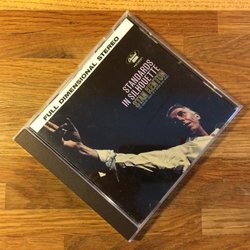 FULL DIMENSIONAL STEREO
STANDARDS
IN SILHOUETTE
STAN KENTON